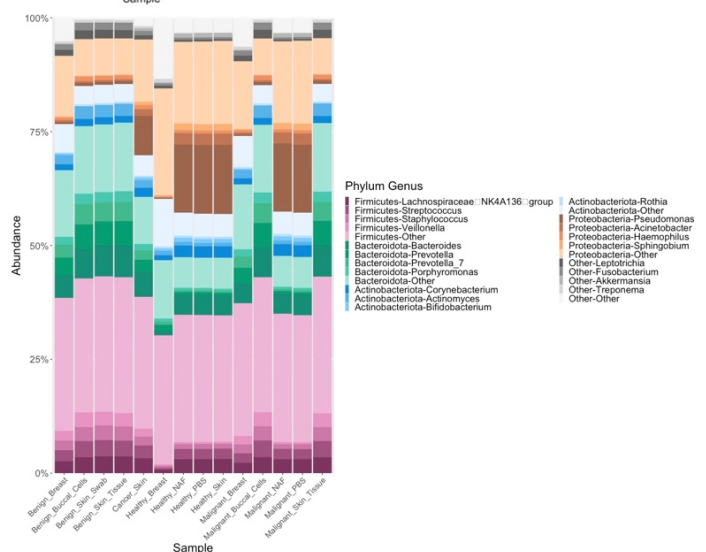 Sample
100%
75%
50%
25%
0%
Abundance
Benign_Breast
Benign_Buccal_Cells
Benign_Skin_Swab
Benign_Skin_Tissue
Cancer_Skin
Healthy_Breast
Healthy_NAF
Healthy_PBS
Healthy_Skin
Malignant_Breast
Malignant_Buccal_Cells
Malignant_NAF
Malignant_PBS
Malignant_Skin_Tissue
Sample
Phylum Genus
Firmicutes-Lachnospiraceae□NK4A136□group
Firmicutes-Streptococcus
Firmicutes-Staphylococcus
Firmicutes-Veillonella
Firmicutes-Other
Bacteroidota-Bacteroides
Bacteroidota-Prevotella
Bacteroidota-Prevotella_7
Bacteroidota-Porphyromonas
Bacteroidota-Other
Actinobacteriota-Corynebacterium
Actinobacteriota-Actinomyces
Actinobacteriota-Bifidobacterium
Actinobacteriota-Rothia
Actinobacteriota-Other
Proteobacteria-Pseudomonas
Proteobacteria-Acinetobacter
Proteobacteria-Haemophilus
Proteobacteria-Sphingobium
Proteobacteria-Other
Other-Leptotrichia
Other-Fusobacterium
Other-Akkermansia
Other-Treponema
Other-Other